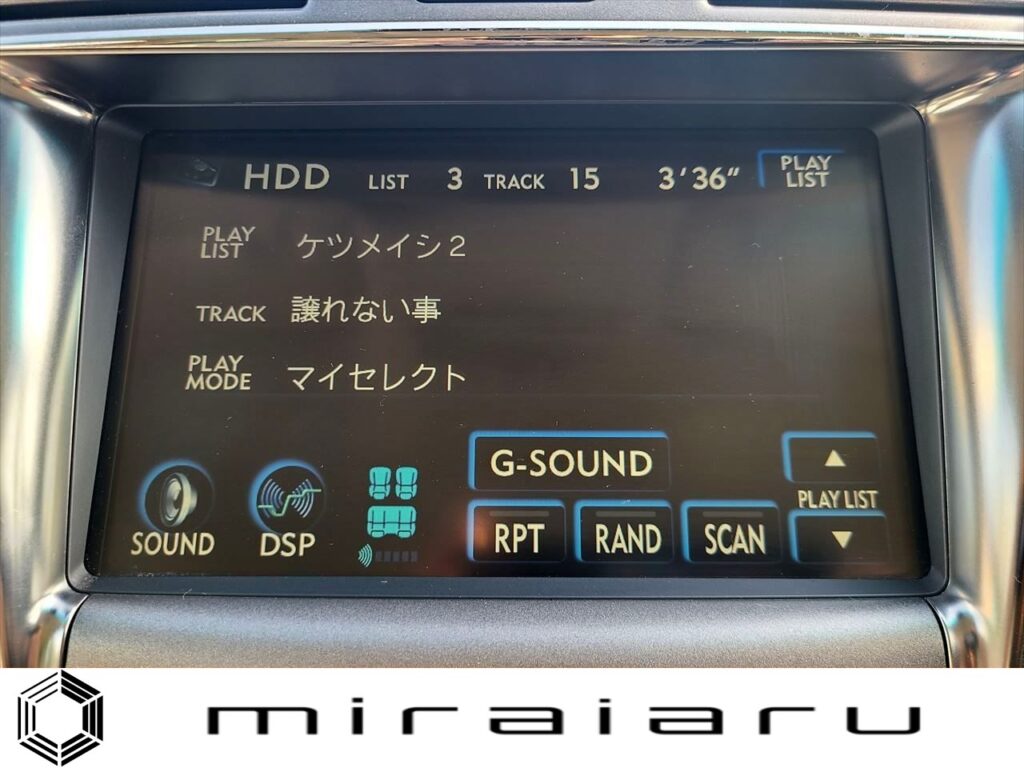 HDD LIST 3 TRACK 15 3'36" PLAY LIST
PLAY LIST ケツメイシ2
TRACK 譲れない事
PLAY MODE マイセレクト
G-SOUND
▲
PLAY LIST
▼
SOUND DSP RPT RAND SCAN
miraiaru